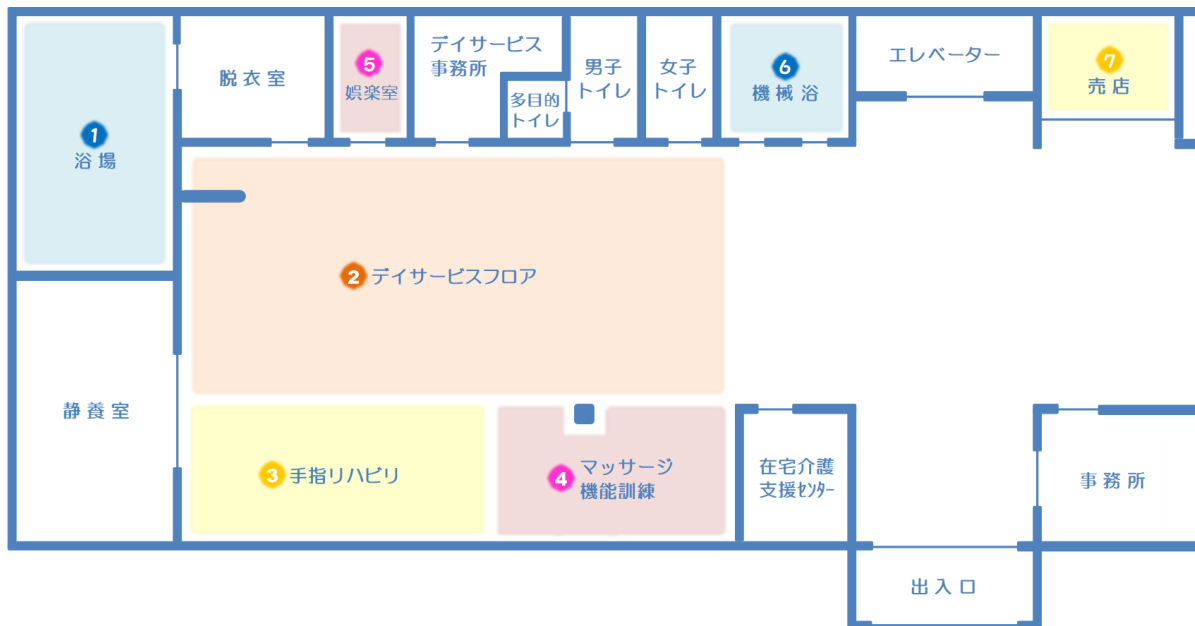 1
浴場
脱衣室
5
娯楽室
デイサービス
事務所
多目的
トイレ
男子
トイレ
女子
トイレ
6
機械浴
エレベーター
7
売店
2 デイサービスフロア
静養室
3 手指リハビリ
4 マッサージ
機能訓練
在宅介護
支援ｾﾝﾀｰ
事務所
出入口